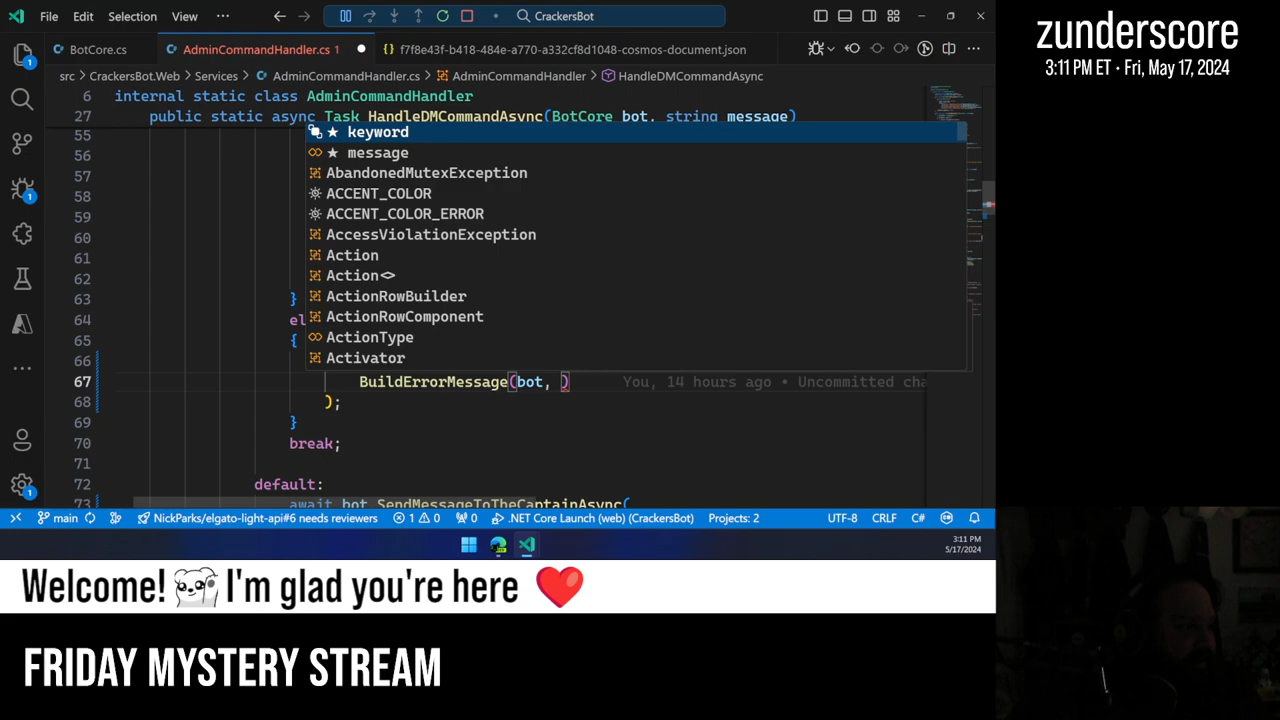 File Edit Selection View ··· CrackersBot
BotCore.cs AdminCommandHandler.cs 1 f7f8e43f-b418-484e-a770-a332cf8d1048-cosmos-document.json
src > CrackersBot.Web > Services > AdminCommandHandler.cs > AdminCommandHandler > HandleDMCommandAsync
6 internal static class AdminCommandHandler
27 public static async Task HandleDMCommandAsync(BotCore bot, string message)
55
★ keyword
56 ★ message
57 AbandonedMutexException
58 ACCENT_COLOR
59 ACCENT_COLOR_ERROR
60 AccessViolationException
61 Action
62 Action<>
63 } ActionRowBuilder
64 el ActionRowComponent
65 { ActionType
66 Activator
67 BuildErrorMessage(bot, ) You, 14 hours ago • Uncommitted cha
68 );
69 }
70 break;
71
72 default:
73 await bot.SendMessageToTheCaptainAsync(
main NickParks/elgato-light-api#6 needs reviewers 1 0 0 .NET Core Launch (web) (CrackersBot) Projects: 2 UTF-8 CRLF C#
3:11 PM
5/17/2024
zunderscore
3:11 PM ET · Fri, May 17, 2024
Welcome! I'm glad you're here
FRIDAY MYSTERY STREAM